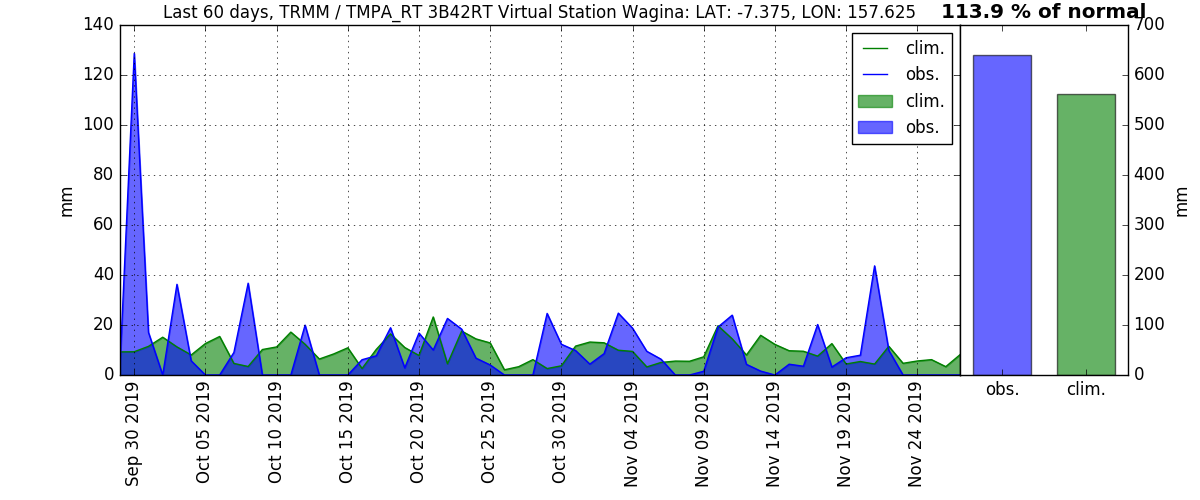 Last 60 days, TRMM / TMPA_RT 3B42RT Virtual Station Wagina: LAT: -7.375, LON: 157.625
113.9 % of normal
mm
140
120
100
80
60
40
20
0
clim.
obs.
clim.
obs.
700
600
500
400
300
200
100
0
mm
obs.
clim.
Sep 30 2019
Oct 05 2019
Oct 10 2019
Oct 15 2019
Oct 20 2019
Oct 25 2019
Oct 30 2019
Nov 04 2019
Nov 09 2019
Nov 14 2019
Nov 19 2019
Nov 24 2019